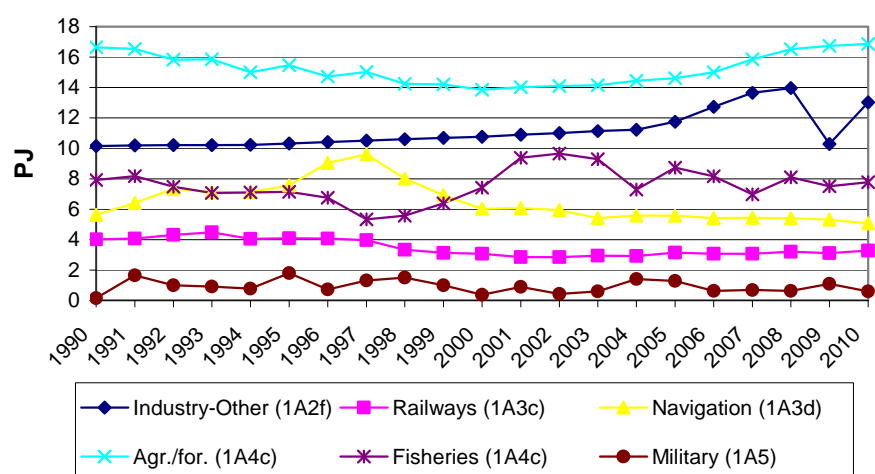 18
16
14
12
10
8
6
4
2
0
PJ
1990 1991 1992 1993 1994 1995 1996 1997 1998 1999 2000 2001 2002 2003 2004 2005 2006 2007 2008 2009 2010
Industry-Other (1A2f) Railways (1A3c) Navigation (1A3d)
Agr./for. (1A4c) Fisheries (1A4c) Military (1A5)